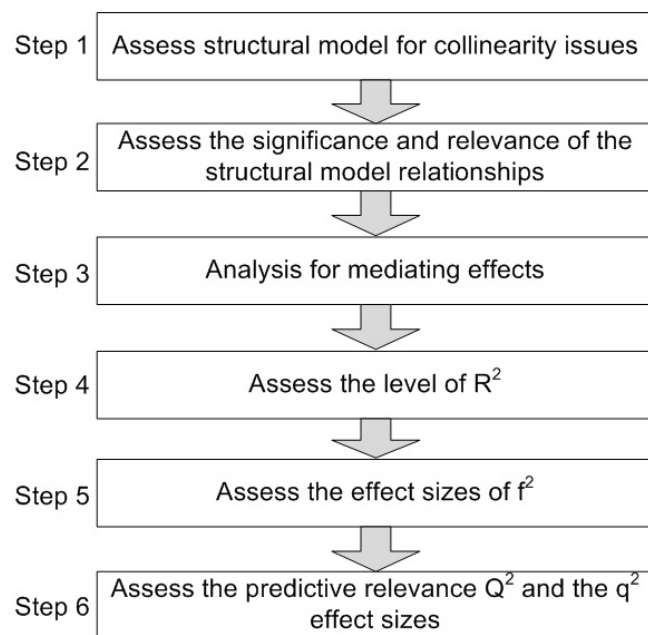 Step 1
Assess structural model for collinearity issues
Step 2
Assess the significance and relevance of the
structural model relationships
Step 3
Analysis for mediating effects
Step 4
Assess the level of R²
Step 5
Assess the effect sizes of f²
Step 6
Assess the predictive relevance Q² and the q²
effect sizes